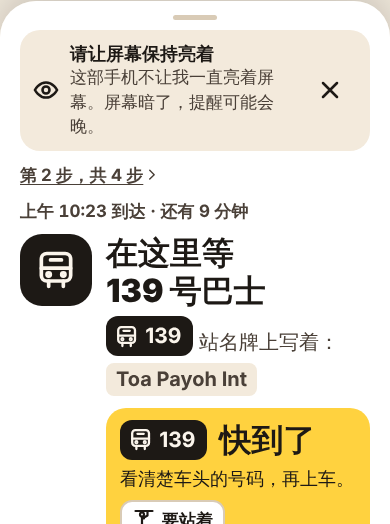 请让屏幕保持亮着
这部手机不让我一直亮着屏
幕。屏幕暗了，提醒可能会
晚。
第 2 步，共 4 步
上午 10:23 到达 · 还有 9 分钟
在这里等
139 号巴士
139 站名牌上写着：
Toa Payoh Int
139 快到了
看清楚车头的号码，再上车。
要站着